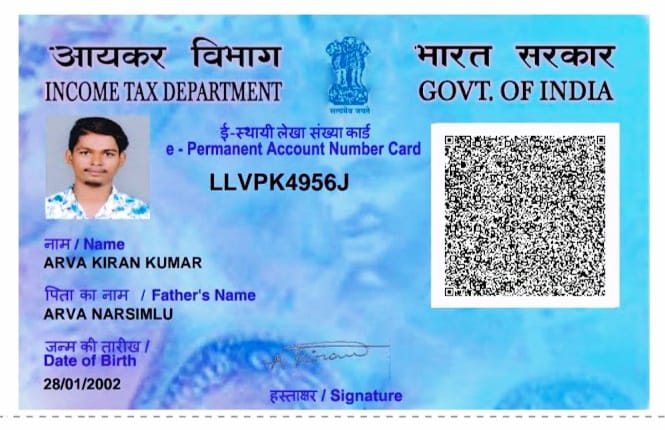 आयकर विभाग
INCOME TAX DEPARTMENT
सत्यमेव जयते
भारत सरकार
GOVT. OF INDIA
ई-स्थायी लेखा संख्या कार्ड
e - Permanent Account Number Card
LLVPK4956J
नाम / Name
ARVA KIRAN KUMAR
पिता का नाम / Father's Name
ARVA NARSIMLU
जन्म की तारीख /
Date of Birth
28/01/2002
A. Kiran
हस्ताक्षर / Signature